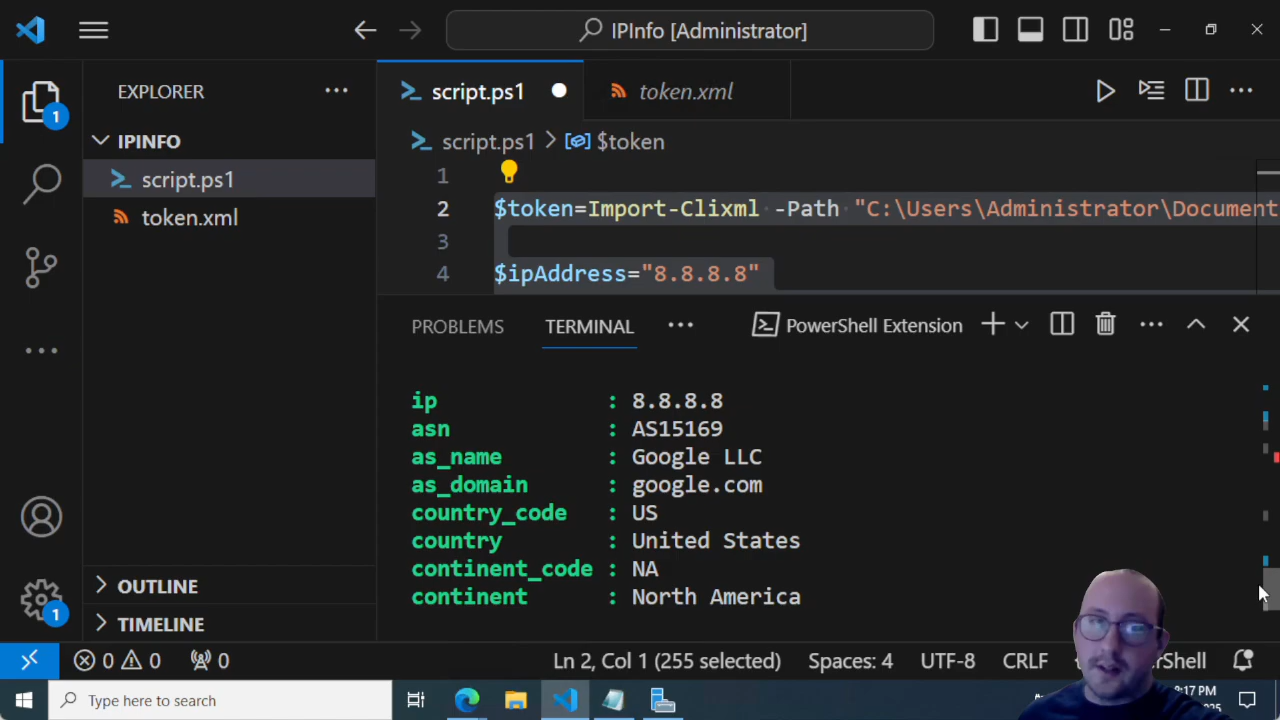 IPInfo [Administrator]
EXPLORER
script.ps1
token.xml
IPINFO
script.ps1 > $token
script.ps1
token.xml
1
2 $token=Import-Clixml -Path "C:\Users\Administrator\Document
3
4 $ipAddress="8.8.8.8"
PROBLEMS TERMINAL PowerShell Extension
ip : 8.8.8.8
asn : AS15169
as_name : Google LLC
as_domain : google.com
country_code : US
country : United States
continent_code : NA
continent : North America
OUTLINE
TIMELINE
1
1
0 0 0 Ln 2, Col 1 (255 selected) Spaces: 4 UTF-8 CRLF
Type here to search